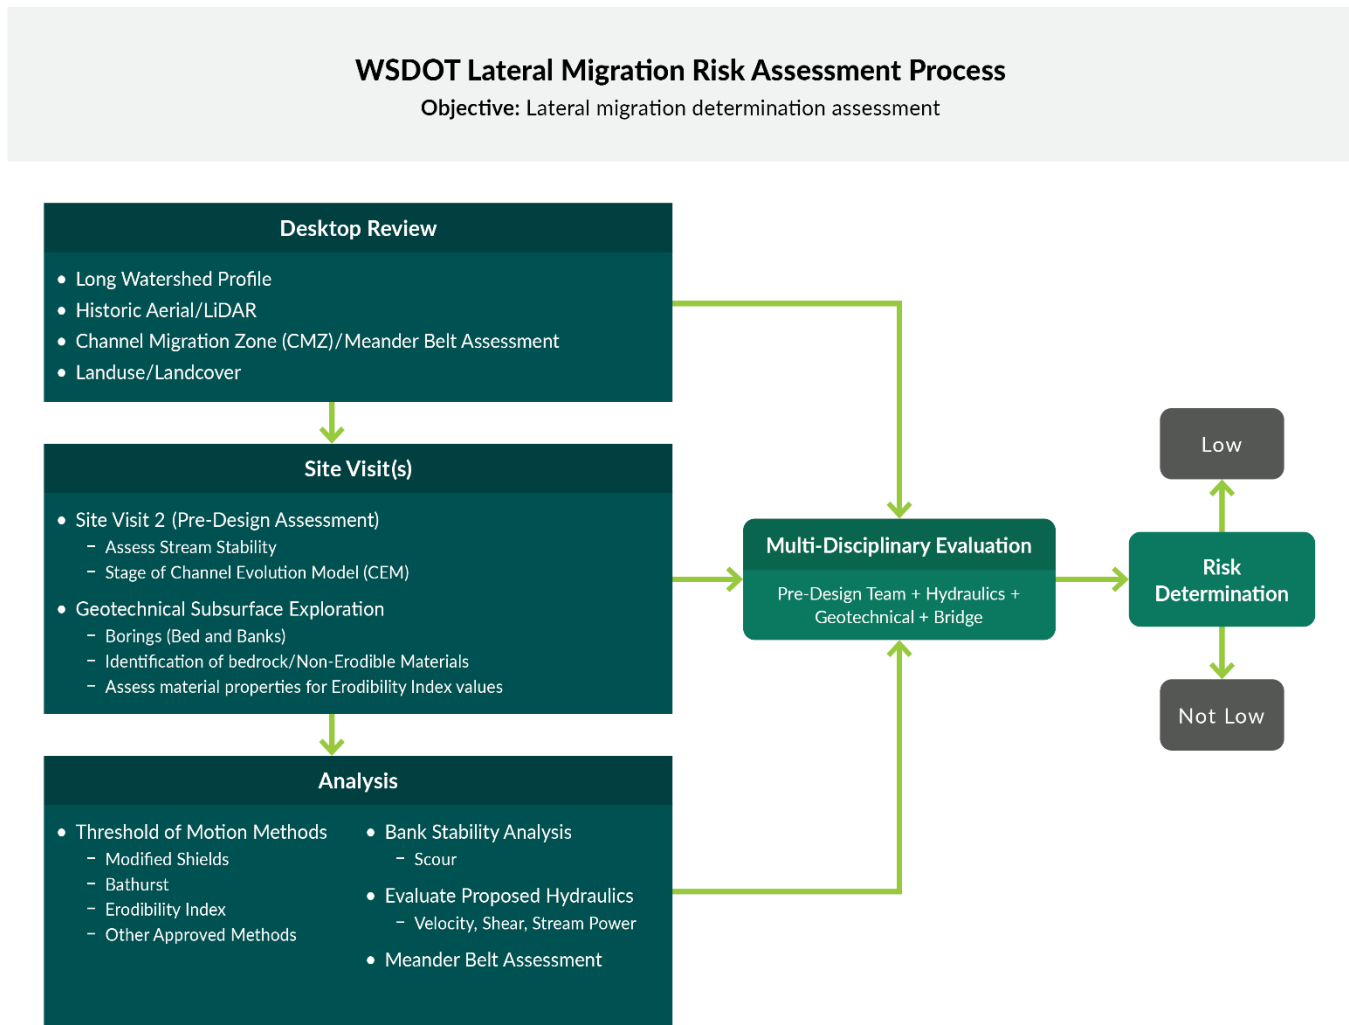 WSDOT Lateral Migration Risk Assessment Process
Objective: Lateral migration determination assessment
Desktop Review
• Long Watershed Profile
• Historic Aerial/LiDAR
• Channel Migration Zone (CMZ)/Meander Belt Assessment
• Landuse/Landcover
Site Visit(s)
• Site Visit 2 (Pre-Design Assessment)
– Assess Stream Stability
– Stage of Channel Evolution Model (CEM)
• Geotechnical Subsurface Exploration
– Borings (Bed and Banks)
– Identification of bedrock/Non-Erodible Materials
– Assess material properties for Erodibility Index values
Analysis
• Threshold of Motion Methods
– Modified Shields
– Bathurst
– Erodibility Index
– Other Approved Methods
• Bank Stability Analysis
– Scour
• Evaluate Proposed Hydraulics
– Velocity, Shear, Stream Power
• Meander Belt Assessment
Multi-Disciplinary Evaluation
Pre-Design Team + Hydraulics +
Geotechnical + Bridge
Risk
Determination
Low
Not Low